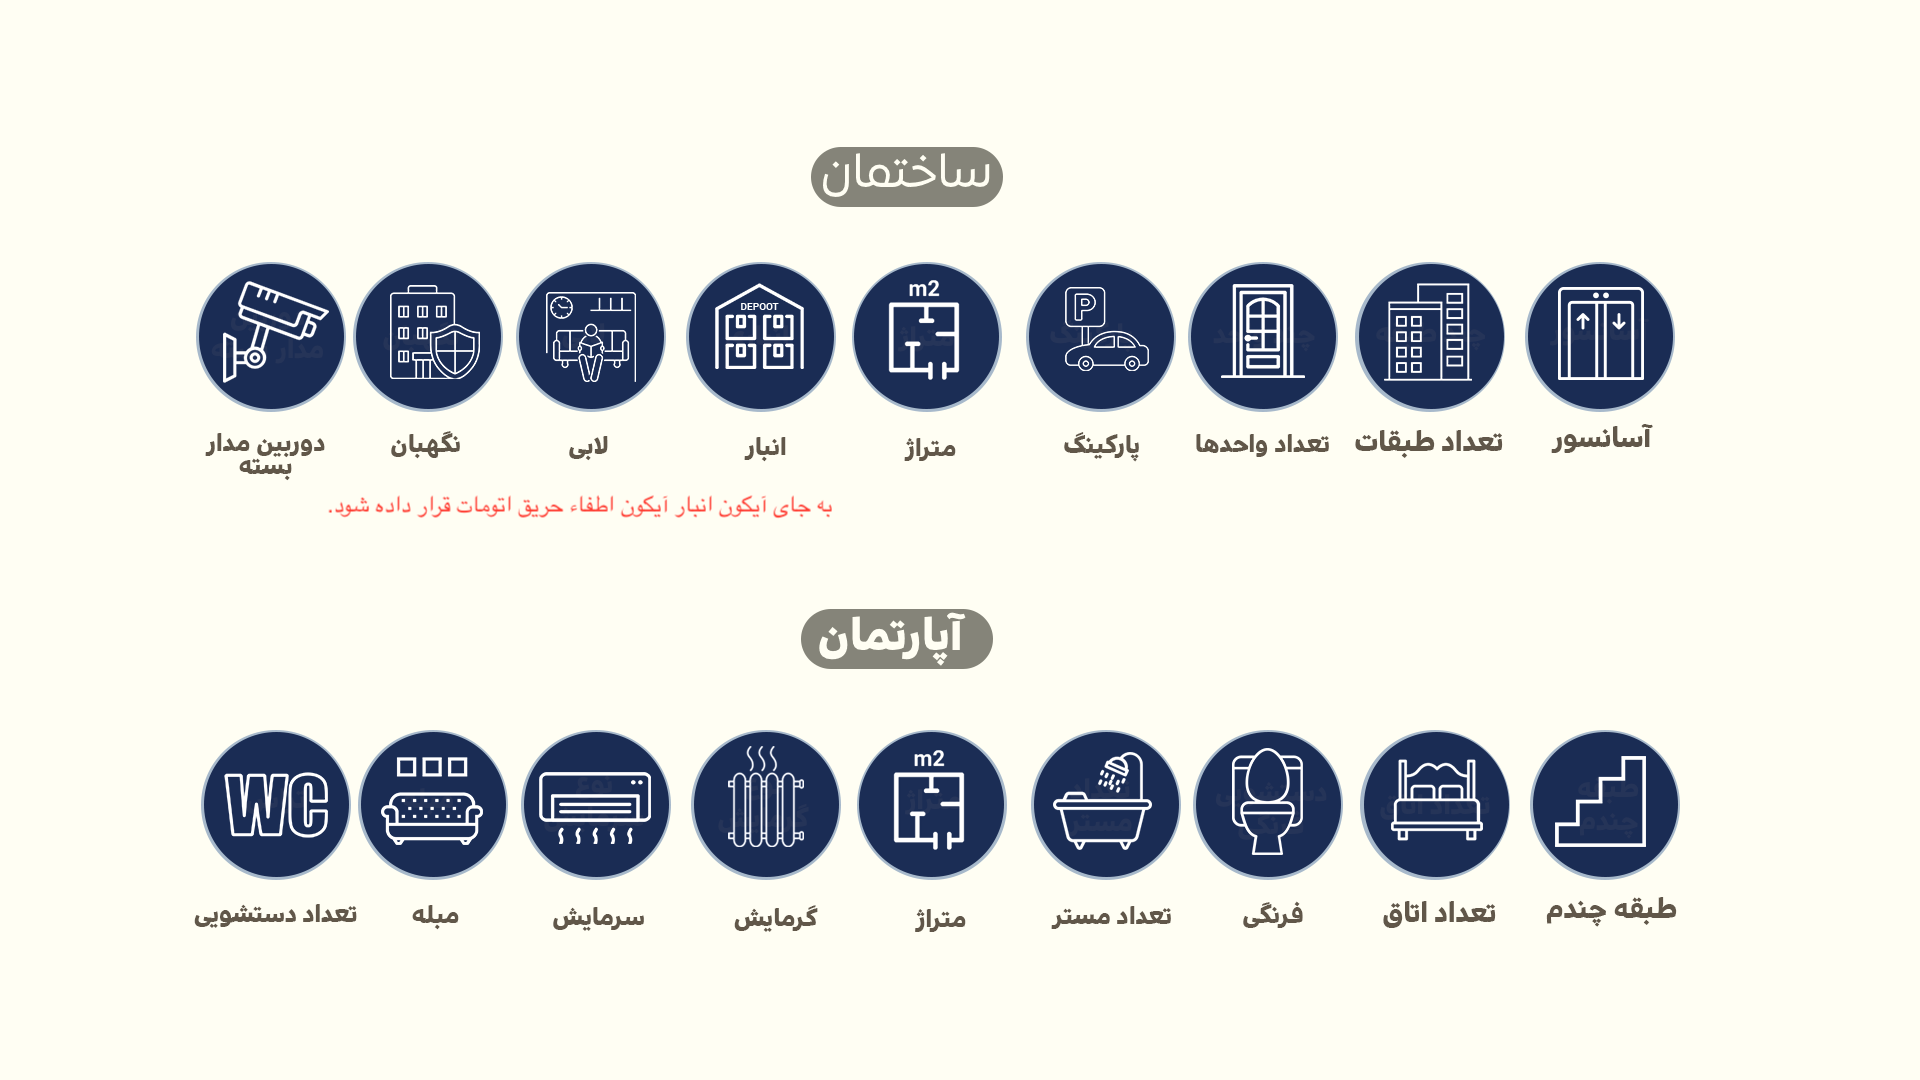 ساختمان
m2
DEPOOT
P
آسانسور
تعداد طبقات
تعداد واحدها
پارکینگ
متراژ
انبار
لابی
نگهبان
دوربین مدار
بسته
به جای آیکون انبار آیکون اطفاء حریق اتومات قرار داده شود.
آپارتمان
m2
WC
طبقه چندم
تعداد اتاق
فرنگی
تعداد مستر
متراژ
گرمایش
سرمایش
مبله
تعداد دستشویی